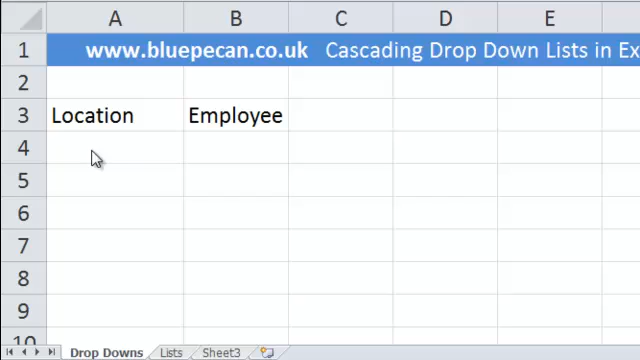 A B C D E
1 www.bluepecan.co.uk Cascading Drop Down Lists in Ex
2
3 Location Employee
4
5
6
7
8
9
10
Drop Downs Lists Sheet3